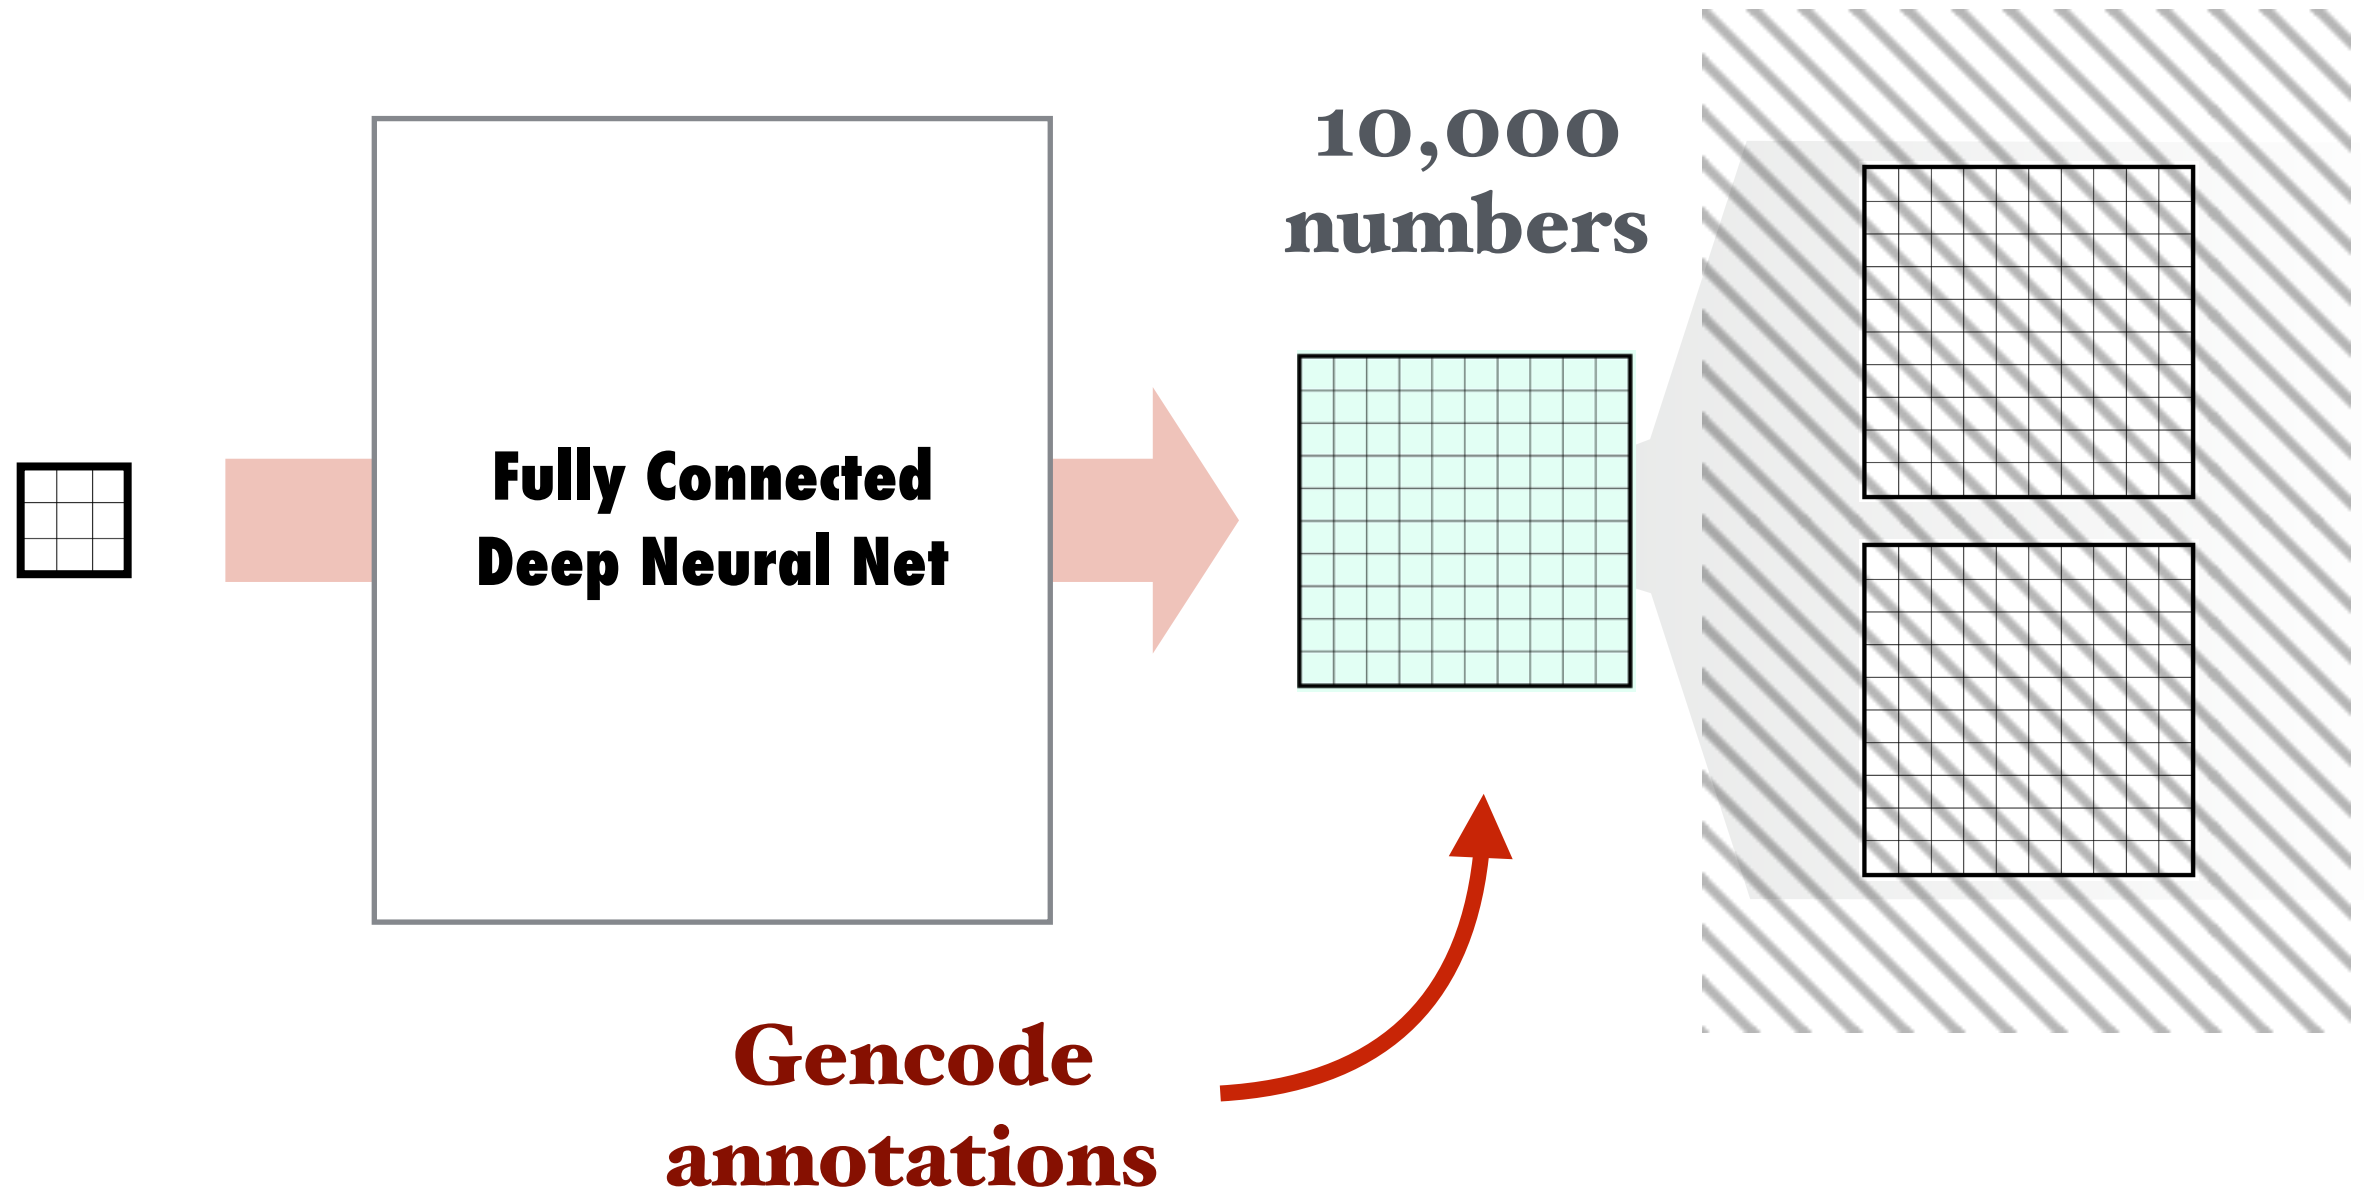 10,000
numbers
Fully Connected
Deep Neural Net
Gencode
annotations